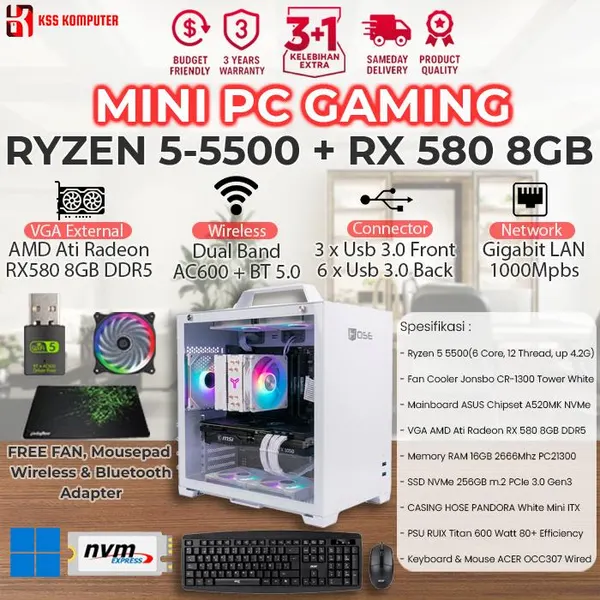 KSS KOMPUTER
BUDGET
FRIENDLY
3
3 YEARS
WARRANTY
3+1
KELEBIHAN
EXTRA
SAMEDAY
DELIVERY
PRODUCT
QUALITY
MINI PC GAMING
RYZEN 5-5500 + RX 580 8GB
VGA External
AMD Ati Radeon
RX580 8GB DDR5
Wireless
Dual Band
AC600 + BT 5.0
Connector
3 x Usb 3.0 Front
6 x Usb 3.0 Back
Network
Gigabit LAN
1000Mpbs
5
HOSE
msi
FREE FAN, Mousepad
Wireless & Bluetooth
Adapter
Spesifikasi :
- Ryzen 5 5500(6 Core, 12 Thread, up 4.2G)
- Fan Cooler Jonsbo CR-1300 Tower White
- Mainboard ASUS Chipset A520MK NVMe
- VGA AMD Ati Radeon RX 580 8GB DDR5
- Memory RAM 16GB 2666Mhz PC21300
- SSD NVMe 256GB m.2 PCIe 3.0 Gen3
- CASING HOSE PANDORA White Mini ITX
- PSU RUIX Titan 600 Watt 80+ Efficiency
- Keyboard & Mouse ACER OCC307 Wired
nvm
EXPRESS